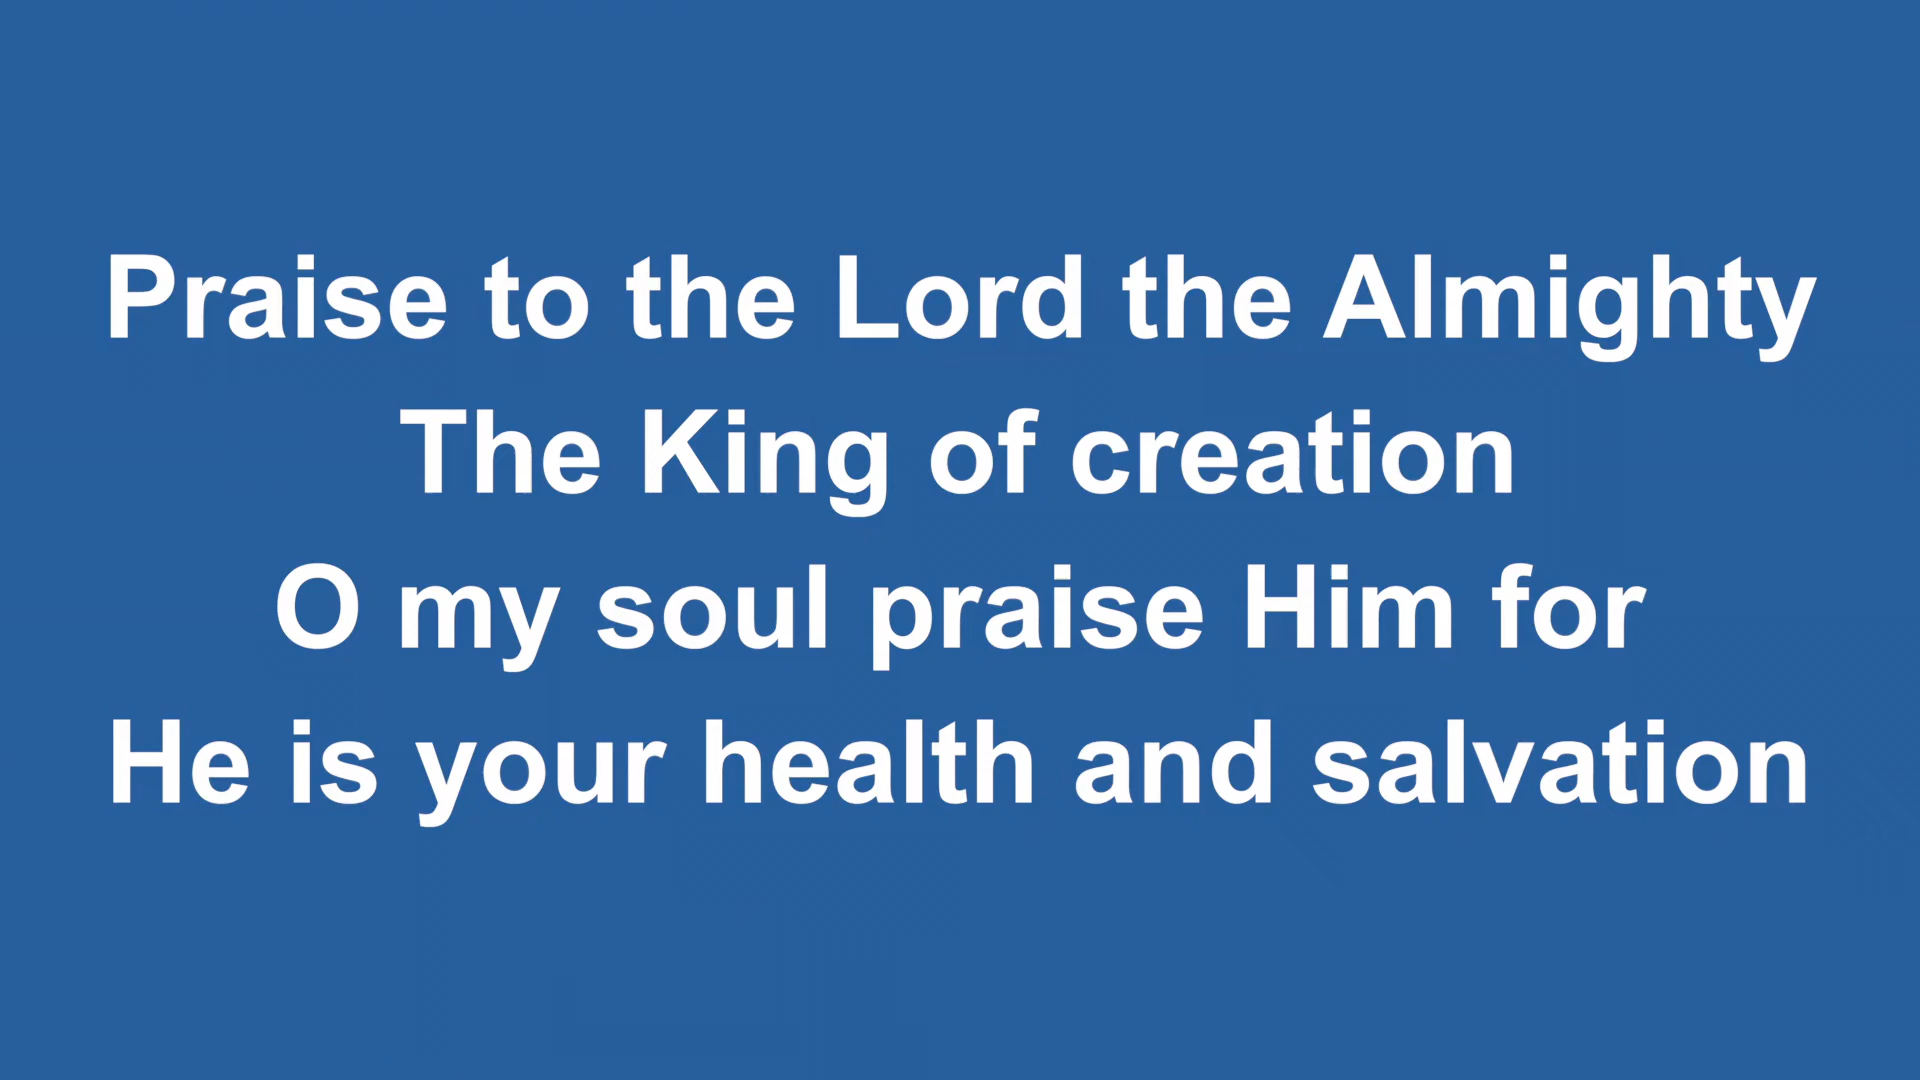 Praise to the Lord the Almighty
The King of creation
O my soul praise Him for
He is your health and salvation